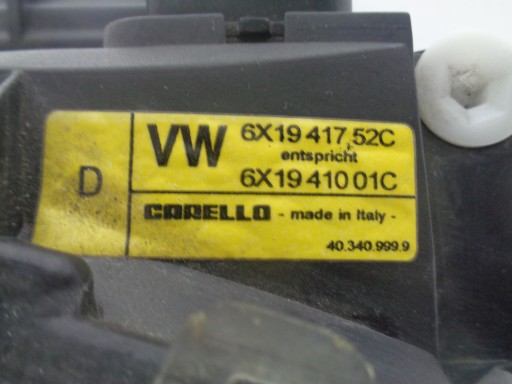 D
VW 6X19 417 52C
entspricht
6X19 410 01C
CARELLO - made in Italy -
40.340.999.9